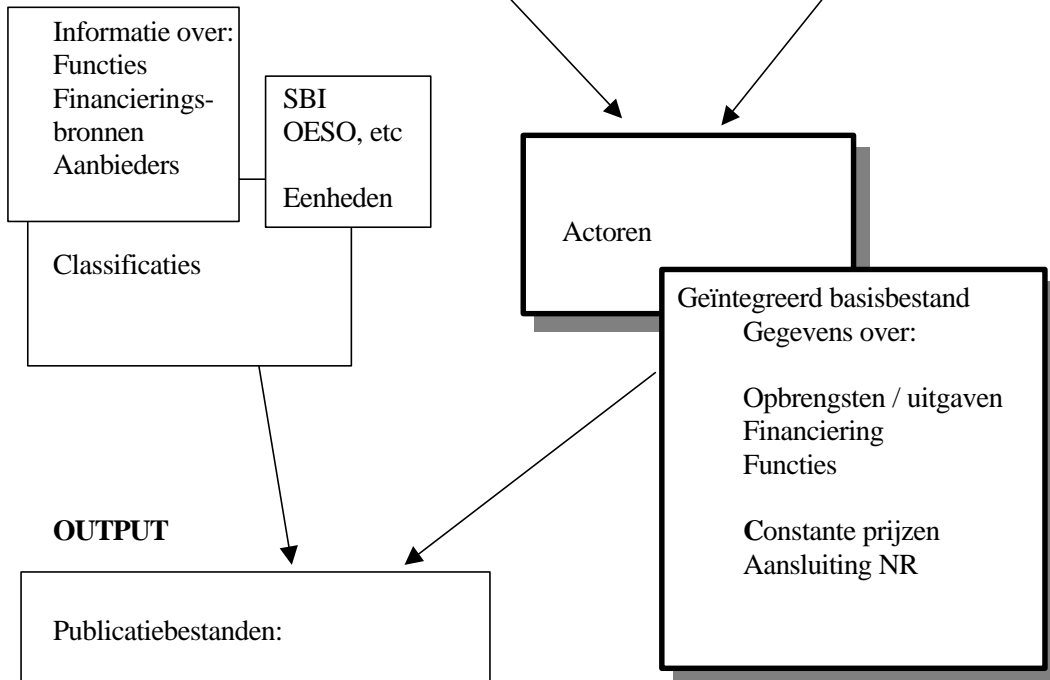 Informatie over:
Functies
Financierings-
bronnen
Aanbieders
SBI
OESO, etc
Eenheden
Classificaties
Actoren
Geïntegreerd basisbestand
Gegevens over:
Opbrengsten / uitgaven
Financiering
Functies
Constante prijzen
Aansluiting NR
OUTPUT
Publicatiebestanden: